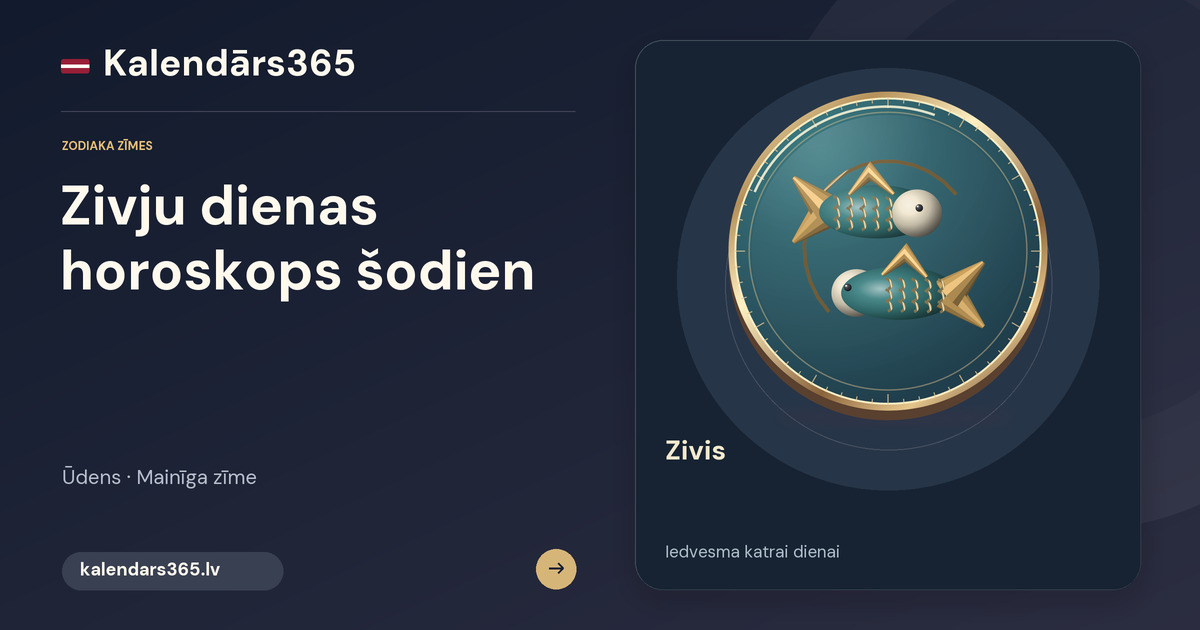 Kalendārs365
ZODIAKA ZĪMES
Zivju dienas
horoskops šodien
Ūdens · Mainīga zīme
kalendars365.lv
Zivis
Iedvesma katrai dienai